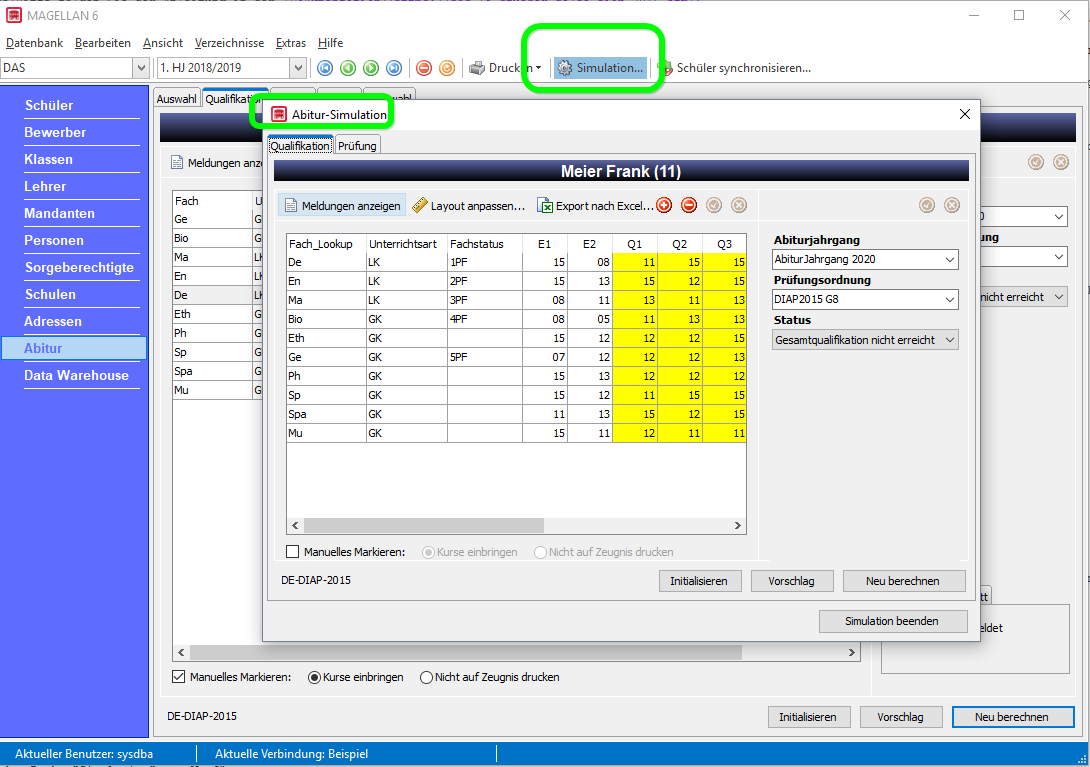 MAGELLAN 6
Datenbank Bearbeiten Ansicht Verzeichnisse Extras Hilfe
DAS 1. HJ 2018/2019 Drucken Simulation... Schüler synchronisieren...
Schüler
Bewerber
Klassen
Lehrer
Mandanten
Personen
Sorgeberechtigte
Schulen
Adressen
Abitur
Data Warehouse
Auswahl Qualifikation
Meldungen
Fach
Ge
Bio
Ma
En
De
Eth
Ph
Sp
Spa
Mu
Abitur-Simulation
Qualifikation Prüfung
Meier Frank (11)
Meldungen anzeigen Layout anpassen... Export nach Excel...
Fach_Lookup Unterrichtsart Fachstatus E1 E2 Q1 Q2 Q3
De LK 1PF 15 08 11 15 15
En LK 2PF 15 13 15 12 15
Ma LK 3PF 08 11 13 11 13
Bio GK 4PF 08 05 11 13 13
Eth GK 15 12 12 12 15
Ge GK 5PF 07 12 12 12 13
Ph GK 15 13 12 12 12
Sp GK 15 12 11 15 15
Spa GK 11 13 15 12 15
Mu GK 15 11 12 11 11
Abiturjahrgang
AbiturJahrgang 2020
Prüfungsordnung
DIAP2015 G8
Status
Gesamtqualifikation nicht erreicht
nicht erreicht
Manuelles Markieren: Kurse einbringen Nicht auf Zeugnis drucken
DE-DIAP-2015 Initialisieren Vorschlag Neu berechnen
Simulation beenden
Manuelles Markieren: Kurse einbringen Nicht auf Zeugnis drucken
DE-DIAP-2015 Initialisieren Vorschlag Neu berechnen
Aktueller Benutzer: sysdba Aktuelle Verbindung: Beispiel